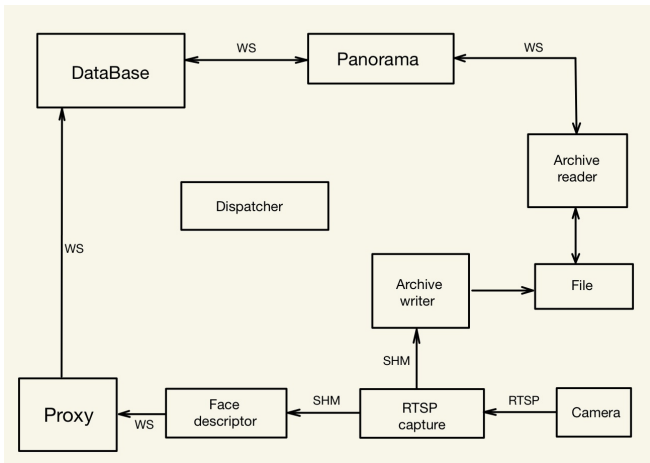 WS
WS
DataBase
Panorama
Archive
reader
Dispatcher
WS
Archive
writer
File
SHM
Proxy
WS
Face
descriptor
SHM
RTSP
capture
RTSP
Camera